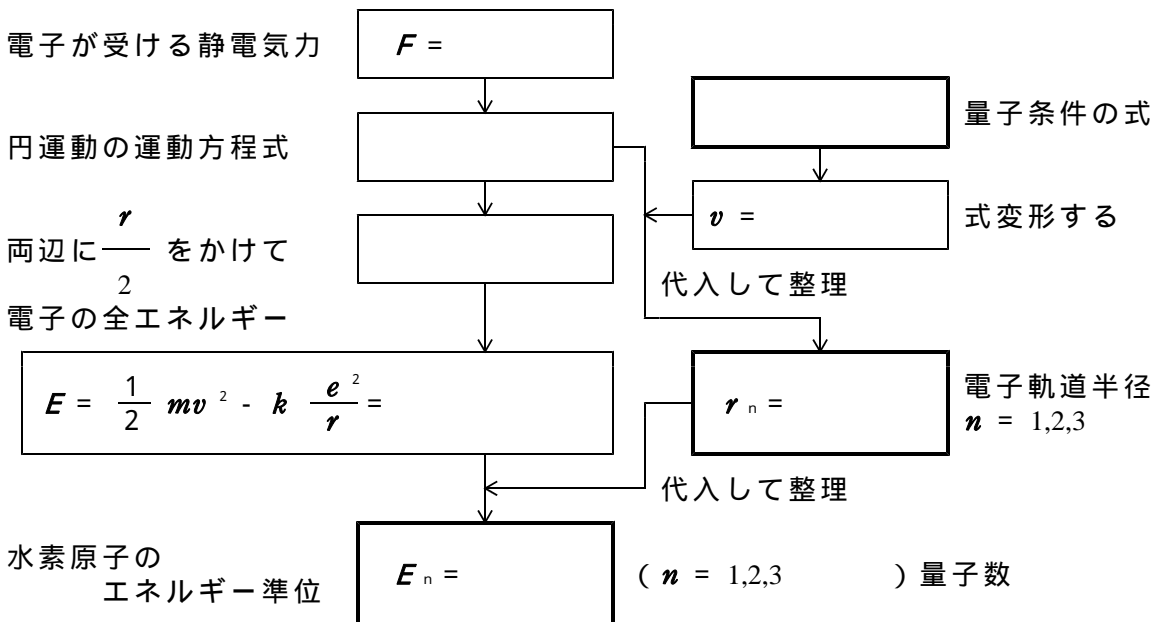 電子が受ける静電気力
F =
量子条件の式
円運動の運動方程式
v =
式変形する
両辺に r/2 をかけて
代入して整理
電子の全エネルギー
E = 1/2 mv² - k e²/r =
r n =
電子軌道半径
n = 1,2,3
代入して整理
水素原子の
エネルギー準位
E n =
( n = 1,2,3 ) 量子数